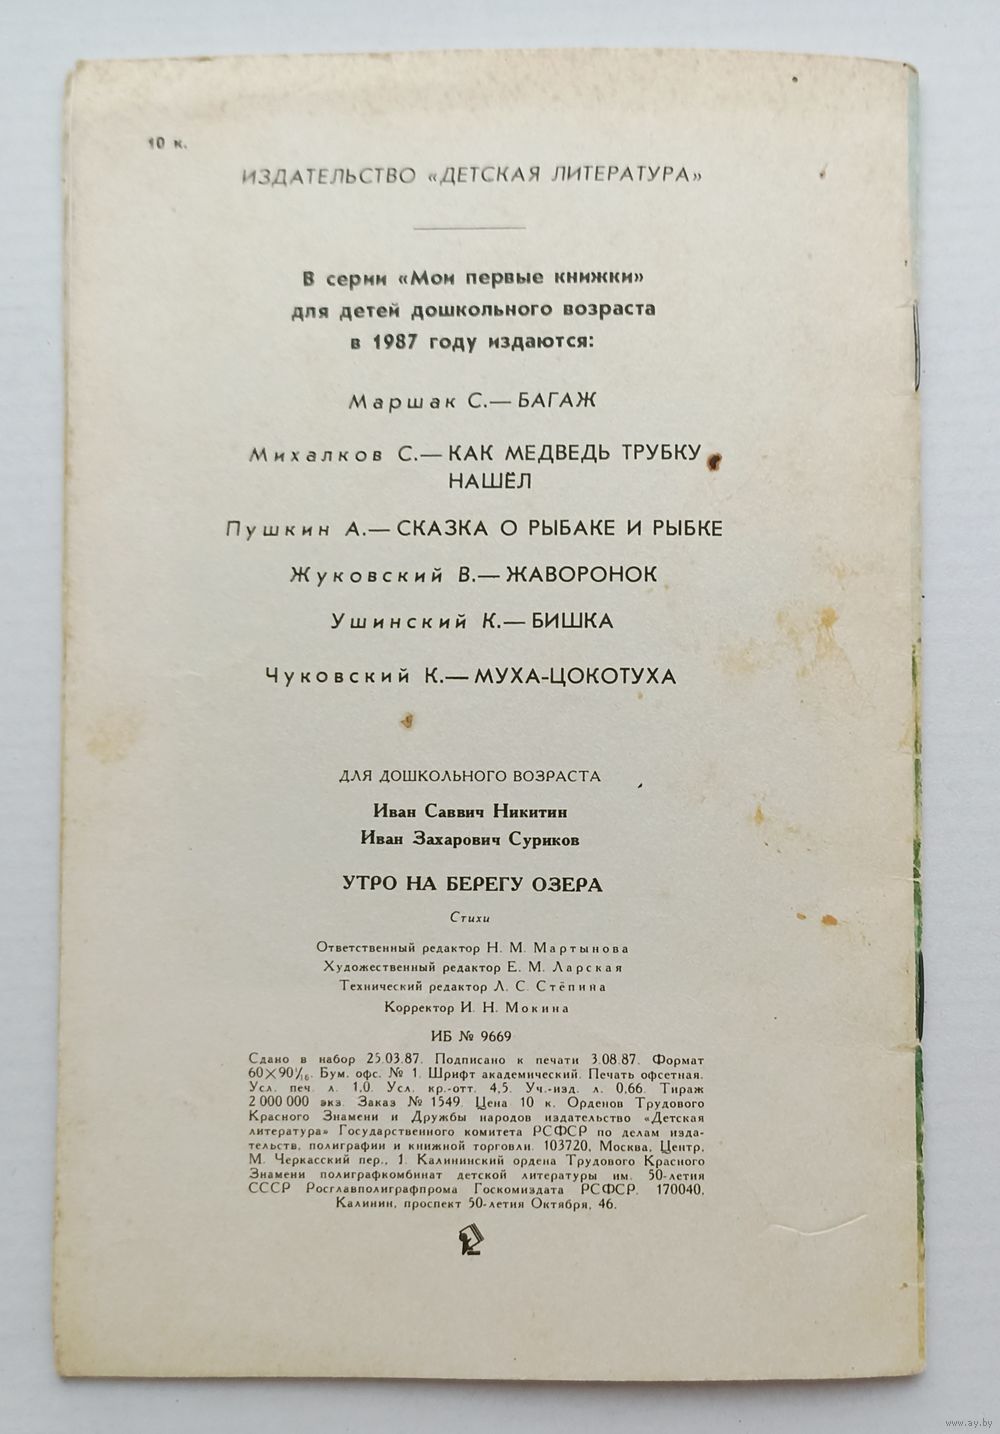 10 к.
ИЗДАТЕЛЬСТВО «ДЕТСКАЯ ЛИТЕРАТУРА»
В серии «Мои первые книжки»
для детей дошкольного возраста
в 1987 году издаются:
Маршак С.— БАГАЖ
Михалков С.— КАК МЕДВЕДЬ ТРУБКУ
НАШЁЛ
Пушкин А.— СКАЗКА О РЫБАКЕ И РЫБКЕ
Жуковский В.— ЖАВОРОНОК
Ушинский К.— БИШКА
Чуковский К.— МУХА-ЦОКОТУХА
ДЛЯ ДОШКОЛЬНОГО ВОЗРАСТА
Иван Саввич Никитин
Иван Захарович Суриков
УТРО НА БЕРЕГУ ОЗЕРА
Стихи
Ответственный редактор Н. М. Мартынова
Художественный редактор Е. М. Ларская
Технический редактор Л. С. Стёпина
Корректор И. Н. Мокина
ИБ № 9669
Сдано в набор 25.03.87. Подписано к печати 3.08.87. Формат
60×90¹/₁₆. Бум. офс. № 1. Шрифт академический. Печать офсетная.
Усл. печ. л. 1,0. Усл. кр.-отт. 4,5. Уч.-изд. л. 0,66. Тираж
2 000 000 экз. Заказ № 1549. Цена 10 к. Орденов Трудового
Красного Знамени и Дружбы народов издательство «Детская
литература» Государственного комитета РСФСР по делам изда-
тельств, полиграфии и книжной торговли. 103720, Москва, Центр,
М. Черкасский пер., 1. Калининский ордена Трудового Красного
Знамени полиграфкомбинат детской литературы им. 50-летия
СССР Росглавполиграфпрома Госкомиздата РСФСР. 170040,
Калинин, проспект 50-летия Октября, 46.
www.ay.by